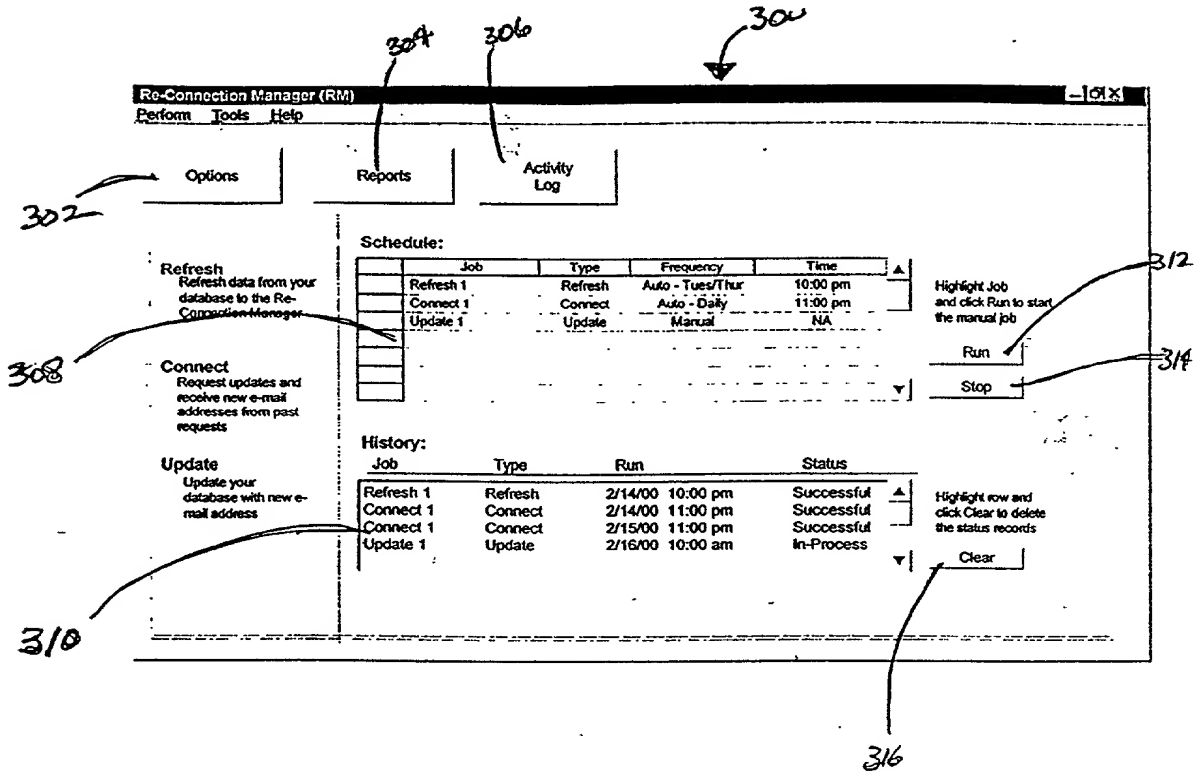 300
304
306
Re-Connection Manager (RM)
Perform Tools Help
Options
Reports
Activity
Log
302
Schedule:
Refresh
Refresh data from your
database to the Re-
Connection Manager
Job Type Frequency Time
Refresh 1 Refresh Auto - Tues/Thur 10:00 pm
Connect 1 Connect Auto - Daily 11:00 pm
Update 1 Update Manual NA
Highlight Job
and click Run to start
the manual job
312
Run
314
Stop
308
Connect
Request updates and
receive new e-mail
addresses from past
requests
History:
Update
Update your
database with new e-
mail address
Job Type Run Status
Refresh 1 Refresh 2/14/00 10:00 pm Successful
Connect 1 Connect 2/14/00 11:00 pm Successful
Connect 1 Connect 2/15/00 11:00 pm Successful
Update 1 Update 2/16/00 10:00 am In-Process
Highlight row and
click Clear to delete
the status records
Clear
310
316